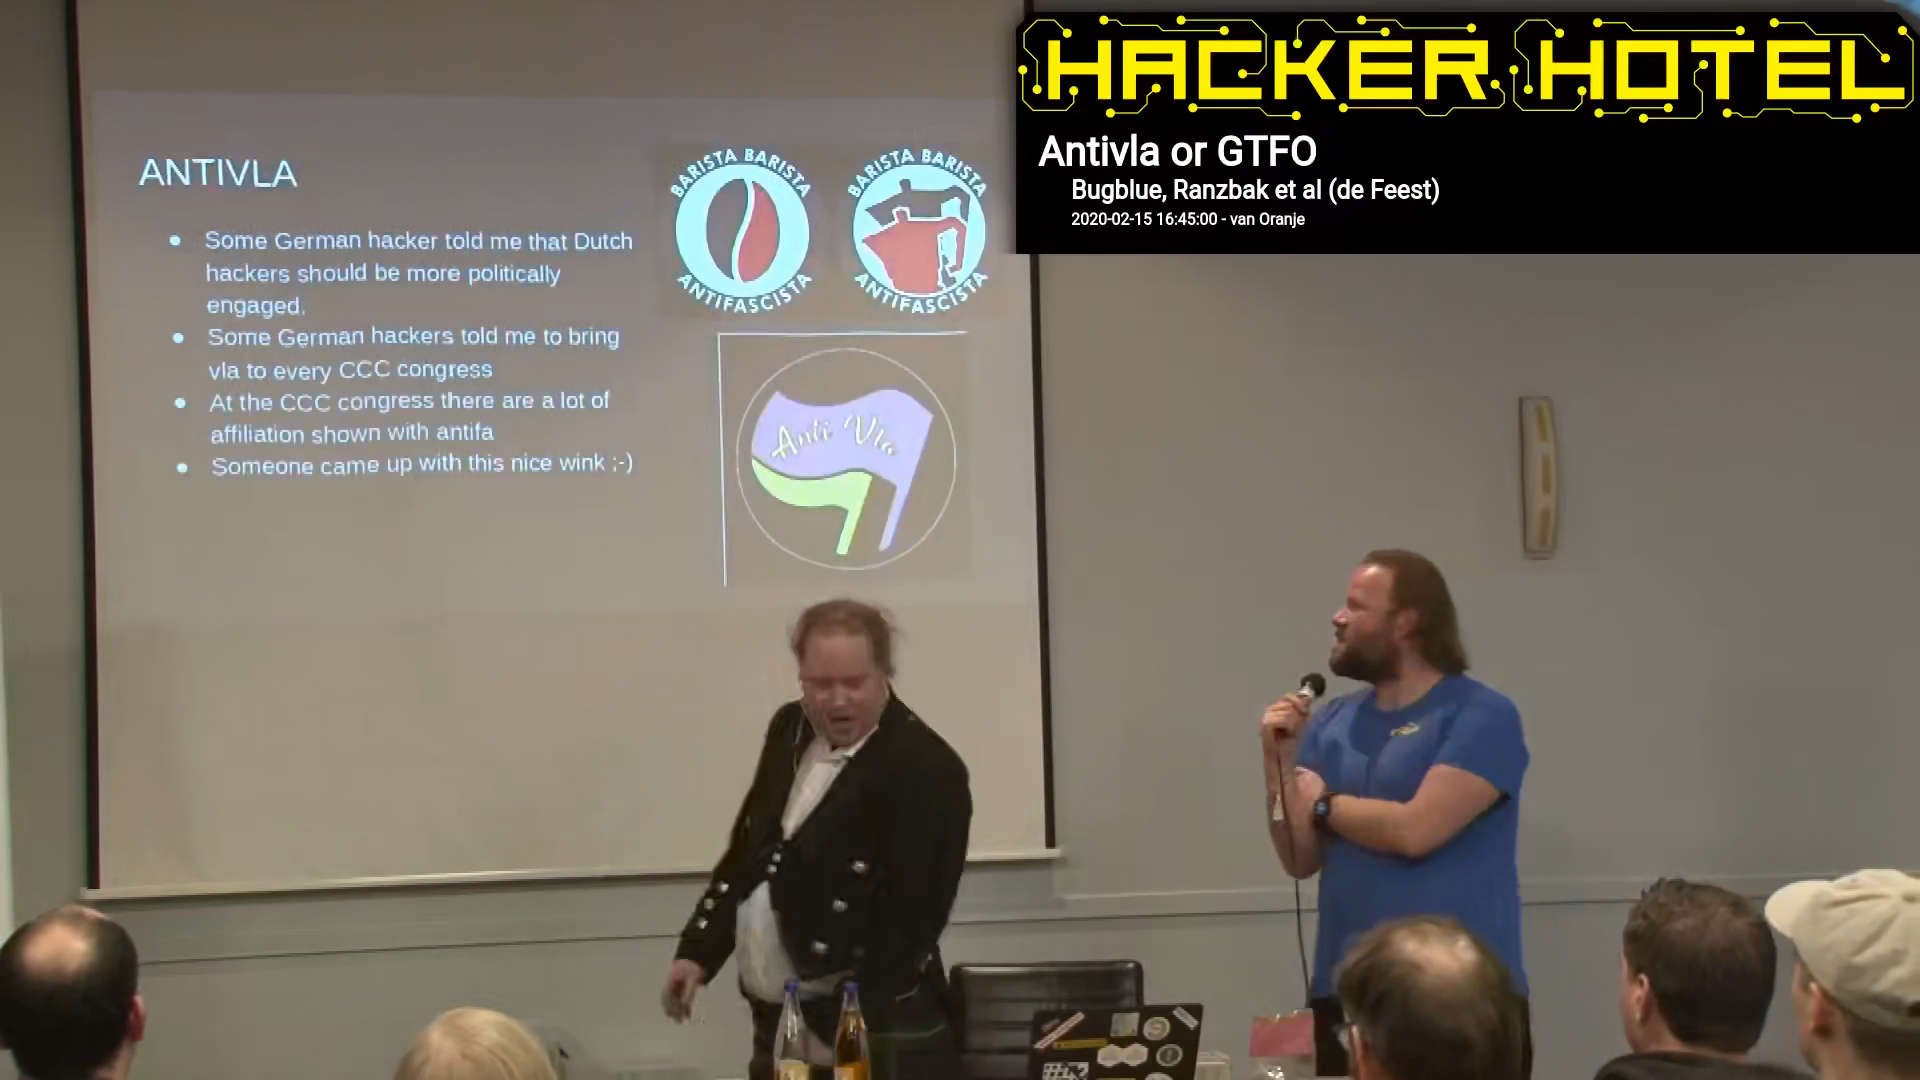 HACKER HOTEL
Antivla or GTFO
Bugblue, Ranzbak et al (de Feest)
2020-02-15 16:45:00 - van Oranje
ANTIVLA
Some German hacker told me that Dutch
hackers should be more politically
engaged.
Some German hackers told me to bring
vla to every CCC congress
At the CCC congress there are a lot of
affiliation shown with antifa
Someone came up with this nice wink ;-)
BARISTA BARISTA
ANTIFASCISTA
BARISTA BARISTA
ANTIFASCISTA
Anti Vla